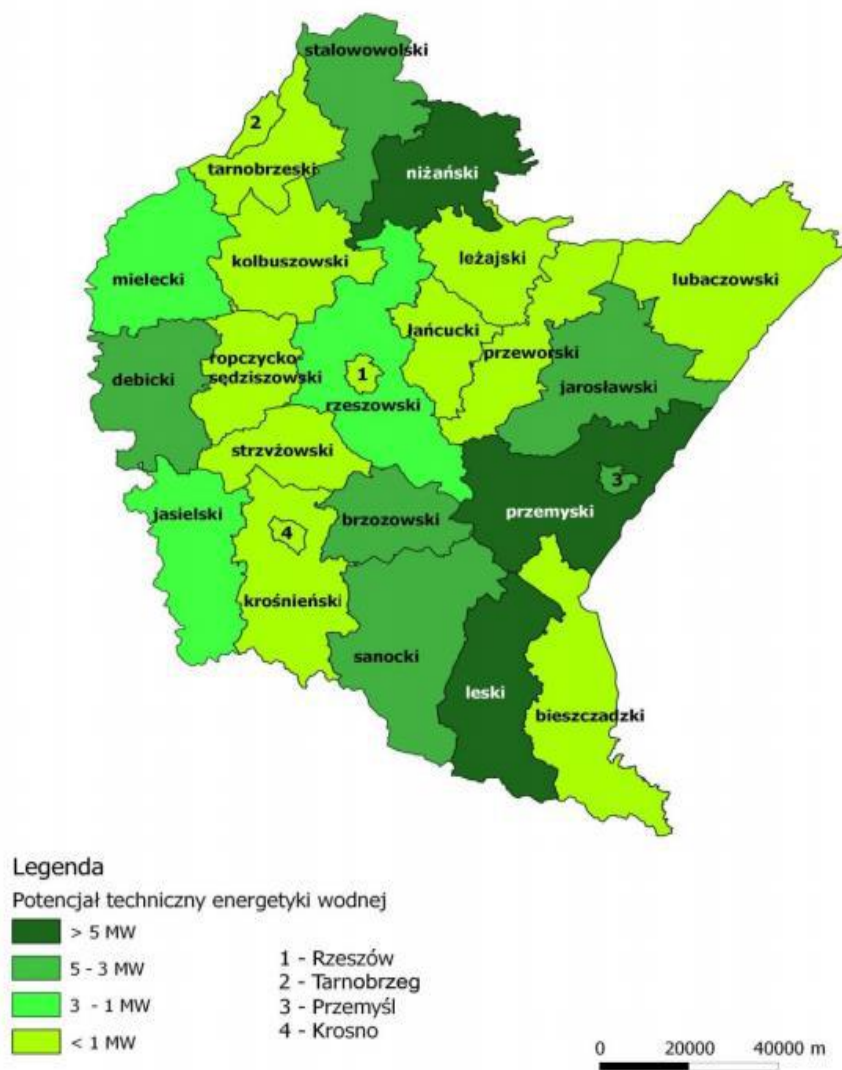 stalowowolski
2
tarnobrzeski
niżański
mielecki
kolbuszowski
leżajski
lubaczowski
łańcucki
ropczycko-
sędziszowski
przeworski
debicki
1
rzeszowski
jarosławski
strzyżowski
3
jasielski
4
brzozowski
przemyski
krośnieński
sanocki
leski
bieszczadzki
Legenda
Potencjał techniczny energetyki wodnej
> 5 MW
5 - 3 MW
3 - 1 MW
< 1 MW
1 - Rzeszów
2 - Tarnobrzeg
3 - Przemyśl
4 - Krosno
0 20000 40000 m